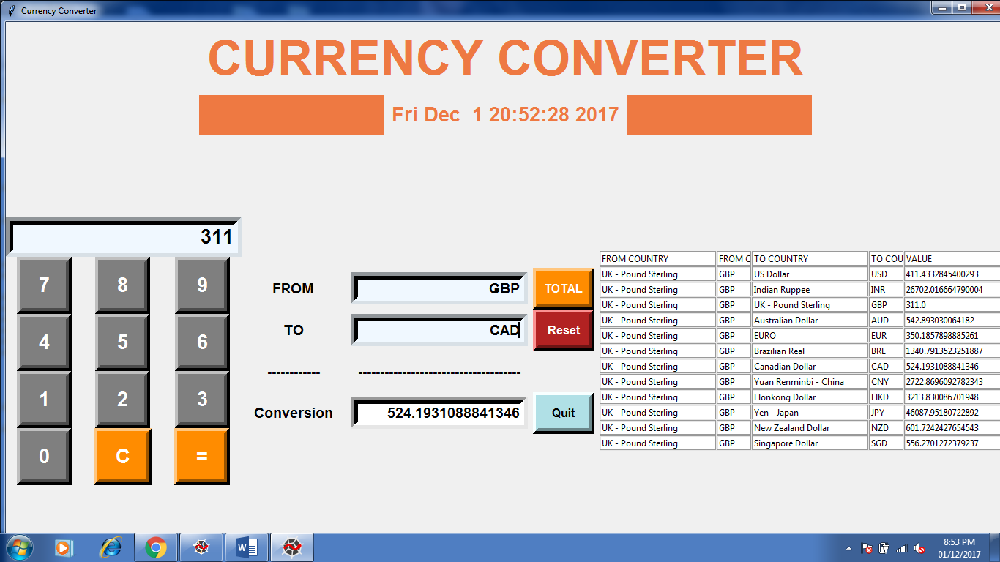 Currency Converter
CURRENCY CONVERTER
Fri Dec  1 20:52:28 2017
311
7 8 9
4 5 6
1 2 3
0 C =
FROM GBP TOTAL
TO CAD Reset
------------ -------------------------------------
Conversion 524.1931088841346 Quit
FROM COUNTRY FROM C TO COUNTRY TO COU VALUE
UK - Pound Sterling GBP US Dollar USD 411.4332845400293
UK - Pound Sterling GBP Indian Ruppee INR 26702.016664790004
UK - Pound Sterling GBP UK - Pound Sterling GBP 311.0
UK - Pound Sterling GBP Australian Dollar AUD 542.893030064182
UK - Pound Sterling GBP EURO EUR 350.1857898885261
UK - Pound Sterling GBP Brazilian Real BRL 1340.7913523251887
UK - Pound Sterling GBP Canadian Dollar CAD 524.1931088841346
UK - Pound Sterling GBP Yuan Renminbi - China CNY 2722.8696092782343
UK - Pound Sterling GBP Honkong Dollar HKD 3213.830086701948
UK - Pound Sterling GBP Yen - Japan JPY 46087.95180722892
UK - Pound Sterling GBP New Zealand Dollar NZD 601.7242427654543
UK - Pound Sterling GBP Singapore Dollar SGD 556.2701272379237
8:53 PM
01/12/2017